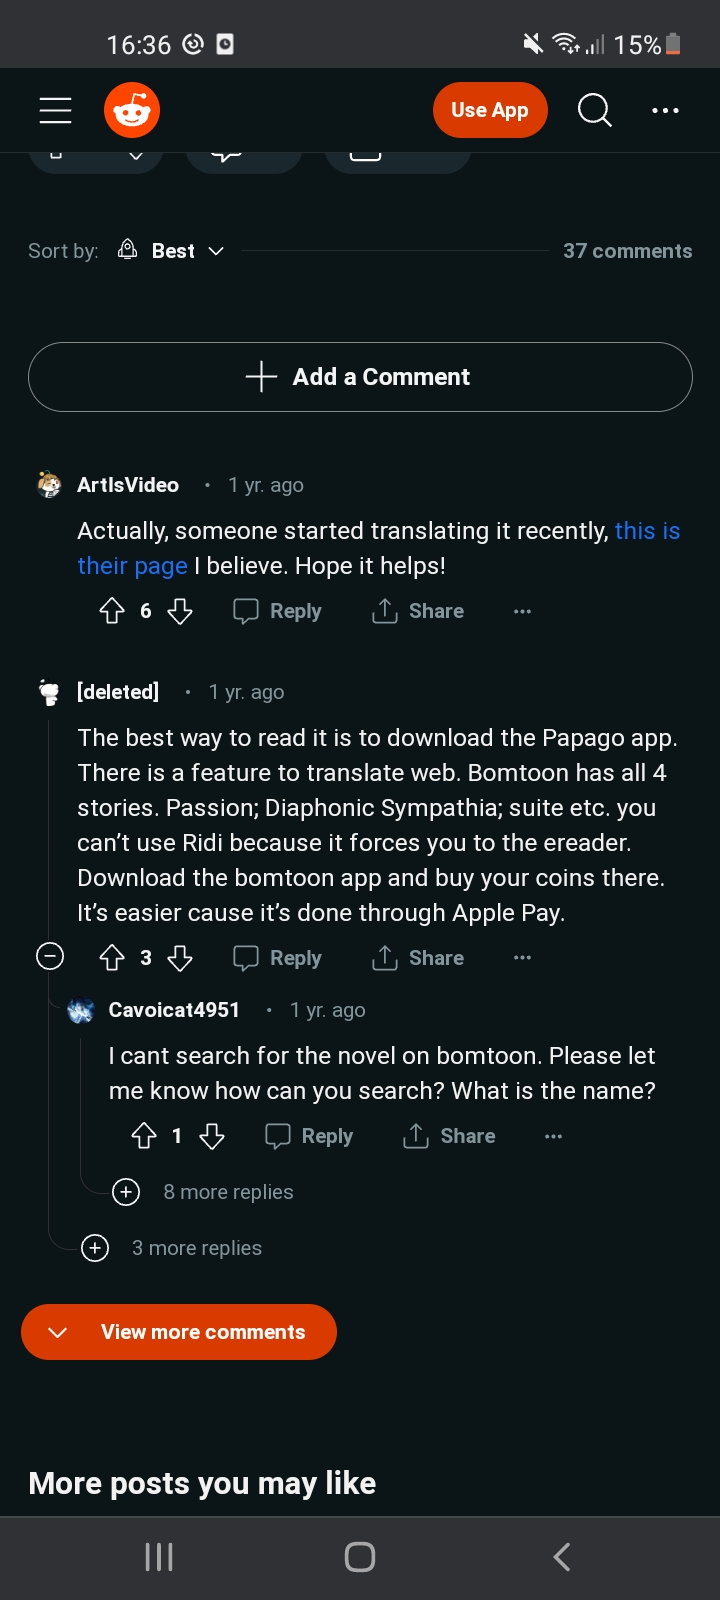 16:36
15%
Use App
Sort by: Best
37 comments
Add a Comment
ArtIsVideo • 1 yr. ago
Actually, someone started translating it recently, this is
their page I believe. Hope it helps!
6 Reply Share
[deleted] • 1 yr. ago
The best way to read it is to download the Papago app.
There is a feature to translate web. Bomtoon has all 4
stories. Passion; Diaphonic Sympathia; suite etc. you
can’t use Ridi because it forces you to the ereader.
Download the bomtoon app and buy your coins there.
It’s easier cause it’s done through Apple Pay.
3 Reply Share
Cavoicat4951 • 1 yr. ago
I cant search for the novel on bomtoon. Please let
me know how can you search? What is the name?
1 Reply Share
8 more replies
3 more replies
View more comments
More posts you may like